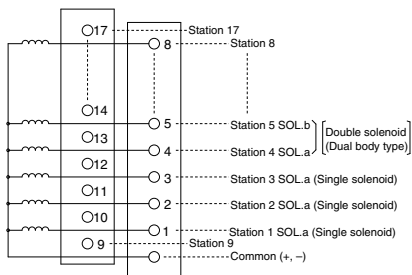 17 Station 17
8 Station 8
14
5 Station 5 SOL.b
13
Double solenoid
(Dual body type)
4 Station 4 SOL.a
12
3 Station 3 SOL.a (Single solenoid)
11
2 Station 2 SOL.a (Single solenoid)
10
1 Station 1 SOL.a (Single solenoid)
9 Station 9
Common (+, –)